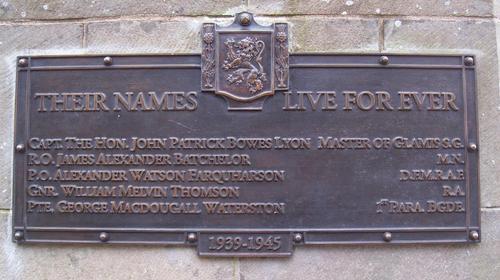 THEIR NAMES LIVE FOR EVER
CAPT. THE HON. JOHN PATRICK BOWES LYON MASTER OF GLAMIS S.G.
R.O. JAMES ALEXANDER BATCHELOR M.N.
P.O. ALEXANDER WATSON FARQUHARSON D.F.M. R.A.F.
GNR. WILLIAM MELVIN THOMSON R.A.
PTE. GEORGE MACDOUGALL WATERSTON 1ST PARA. BGDE.
1939-1945